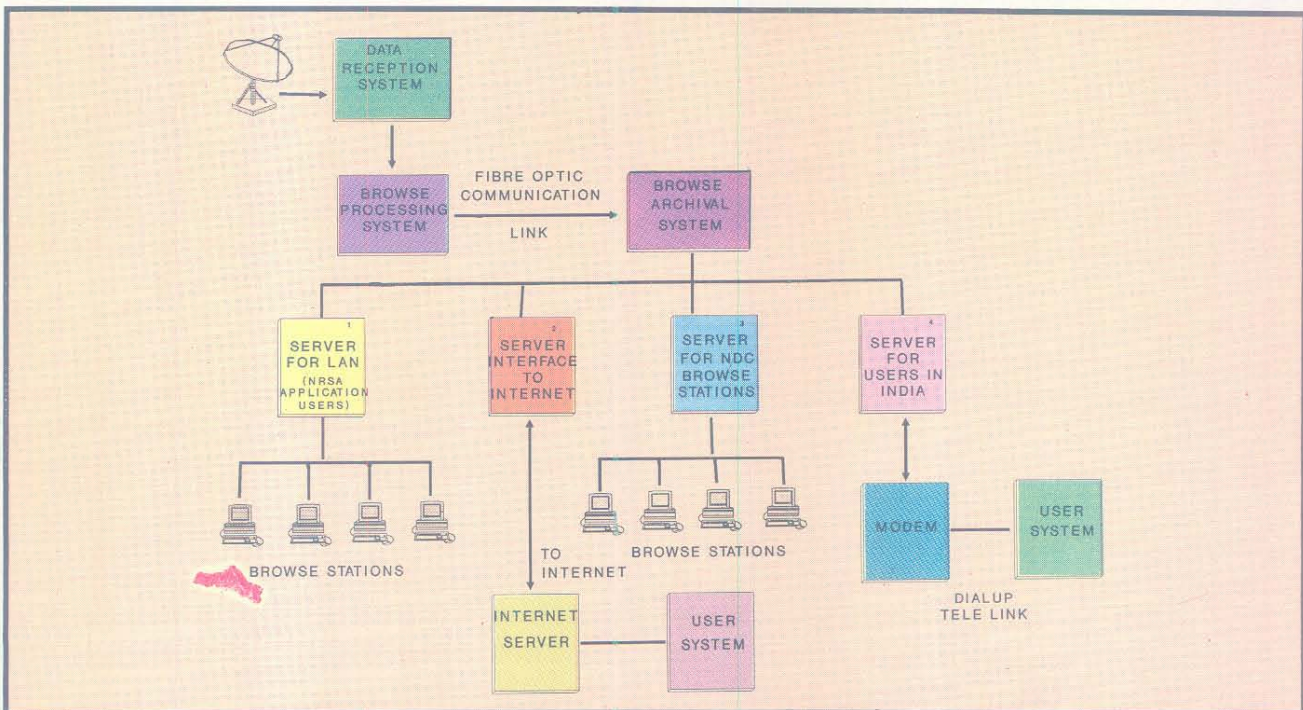 DATA
RECEPTION
SYSTEM
BROWSE
PROCESSING
SYSTEM
FIBRE OPTIC
COMMUNICATION
LINK
BROWSE
ARCHIVAL
SYSTEM
1
SERVER
FOR LAN
(NRSA
APPLICATION
USERS)
2
SERVER
INTERFACE
TO
INTERNET
3
SERVER
FOR NDC
BROWSE
STATIONS
4
SERVER
FOR
USERS IN
INDIA
BROWSE STATIONS
TO
INTERNET
BROWSE STATIONS
MODEM
USER
SYSTEM
DIALUP
TELE LINK
INTERNET
SERVER
USER
SYSTEM